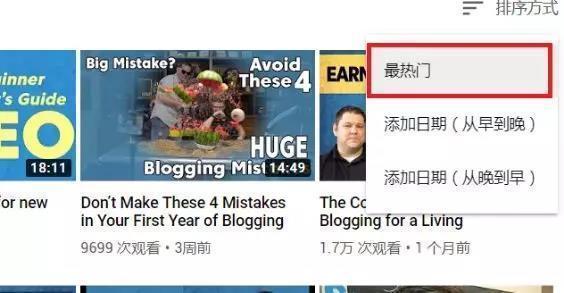 排序方式
最热门
添加日期（从早到晚）
添加日期（从晚到早）
ginner
's Guide
EO
18:11
for new
Big Mistake?
Avoid
These 4
HUGE
Blogging Mist
14:49
Don't Make These 4 Mistakes
in Your First Year of Blogging
9699 次观看 • 3周前
EARN
The Co
Blogging for a Living
1.7万 次观看 • 1 个月前